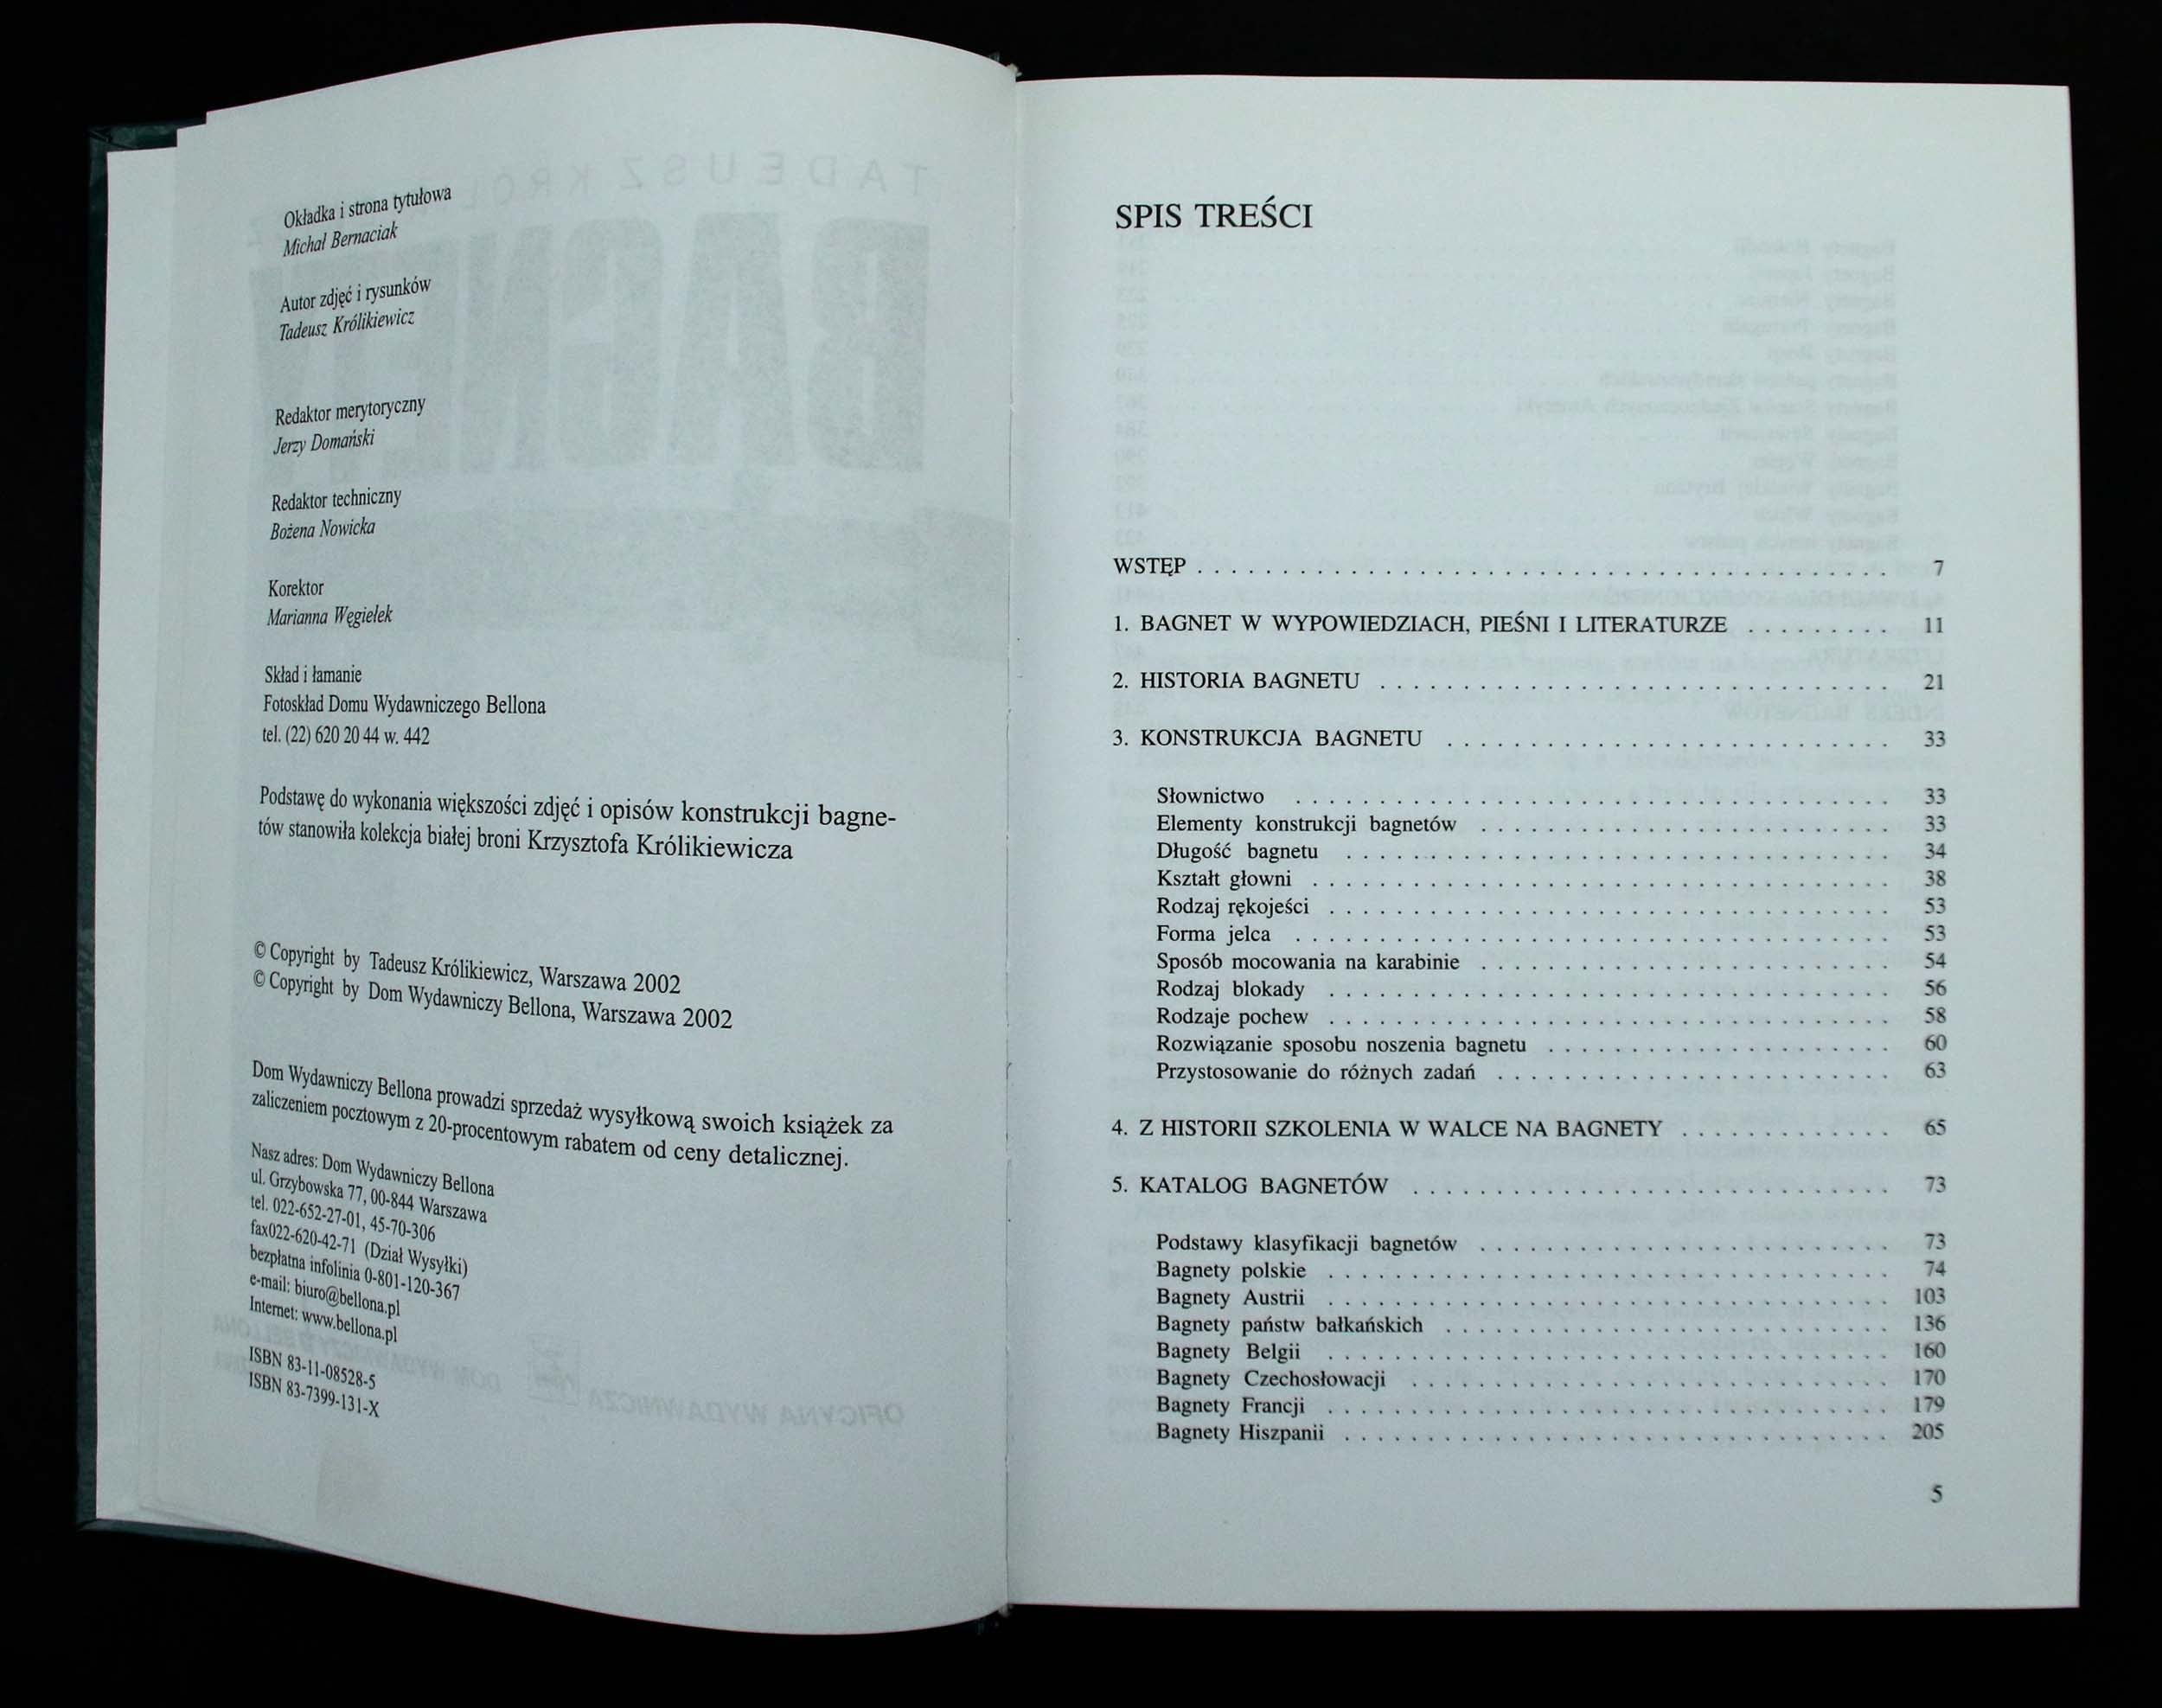 Okładka i strona tytułowa
Michał Bernaciak
Autor zdjęć i rysunków
Tadeusz Królikiewicz
Redaktor merytoryczny
Jerzy Domański
Redaktor techniczny
Bożena Nowicka
Korektor
Marianna Węgiełek
Skład i łamanie
Fotoskład Domu Wydawniczego Bellona
tel. (22) 620 20 44 w. 442
Podstawę do wykonania większości zdjęć i opisów konstrukcji bagne-
tów stanowiła kolekcja białej broni Krzysztofa Królikiewicza
© Copyright by Tadeusz Królikiewicz, Warszawa 2002
© Copyright by Dom Wydawniczy Bellona, Warszawa 2002
Dom Wydawniczy Bellona prowadzi sprzedaż wysyłkową swoich książek za
zaliczeniem pocztowym z 20-procentowym rabatem od ceny detalicznej.
Nasz adres: Dom Wydawniczy Bellona
ul. Grzybowska 77, 00-844 Warszawa
tel. 022-652-27-01, 45-70-306
fax022-620-42-71 (Dział Wysyłki)
bezpłatna infolinia 0-801-120-367
e-mail: biuro@bellona.pl
Internet: www.bellona.pl
ISBN 83-11-08528-5
ISBN 83-7399-131-X
SPIS TREŚCI
WSTĘP . . . . . . . . . . 7
1. BAGNET W WYPOWIEDZIACH, PIEŚNI I LITERATURZE . . . . . . . . . 11
2. HISTORIA BAGNETU . . . . . . . . . . 21
3. KONSTRUKCJA BAGNETU . . . . . . . . . . 33
Słownictwo . . . . . . . . . . 33
Elementy konstrukcji bagnetów . . . . . . . . . . 33
Długość bagnetu . . . . . . . . . . 34
Kształt głowni . . . . . . . . . . 38
Rodzaj rękojeści . . . . . . . . . . 53
Forma jelca . . . . . . . . . . 53
Sposób mocowania na karabinie . . . . . . . . . . 54
Rodzaj blokady . . . . . . . . . . 56
Rodzaje pochew . . . . . . . . . . 58
Rozwiązanie sposobu noszenia bagnetu . . . . . . . . . . 60
Przystosowanie do różnych zadań . . . . . . . . . . 63
4. Z HISTORII SZKOLENIA W WALCE NA BAGNETY . . . . . . . . . . 65
5. KATALOG BAGNETÓW . . . . . . . . . . 73
Podstawy klasyfikacji bagnetów . . . . . . . . . . 73
Bagnety polskie . . . . . . . . . . 74
Bagnety Austrii . . . . . . . . . . 103
Bagnety państw bałkańskich . . . . . . . . . . 136
Bagnety Belgii . . . . . . . . . . 160
Bagnety Czechosłowacji . . . . . . . . . . 170
Bagnety Francji . . . . . . . . . . 179
Bagnety Hiszpanii . . . . . . . . . . 205
5